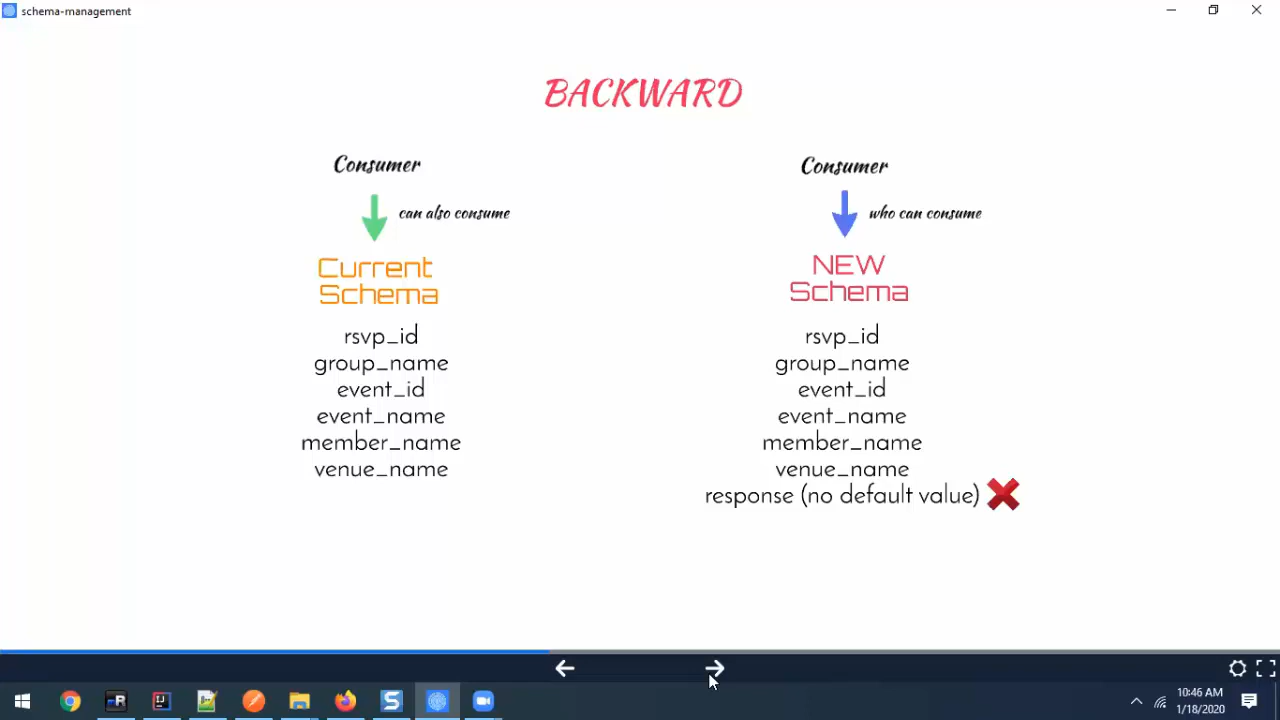 schema-management
BACKWARD
Consumer
can also consume
Current
Schema
rsvp_id
group_name
event_id
event_name
member_name
venue_name
Consumer
who can consume
NEW
Schema
rsvp_id
group_name
event_id
event_name
member_name
venue_name
response (no default value)
10:46 AM
1/18/2020